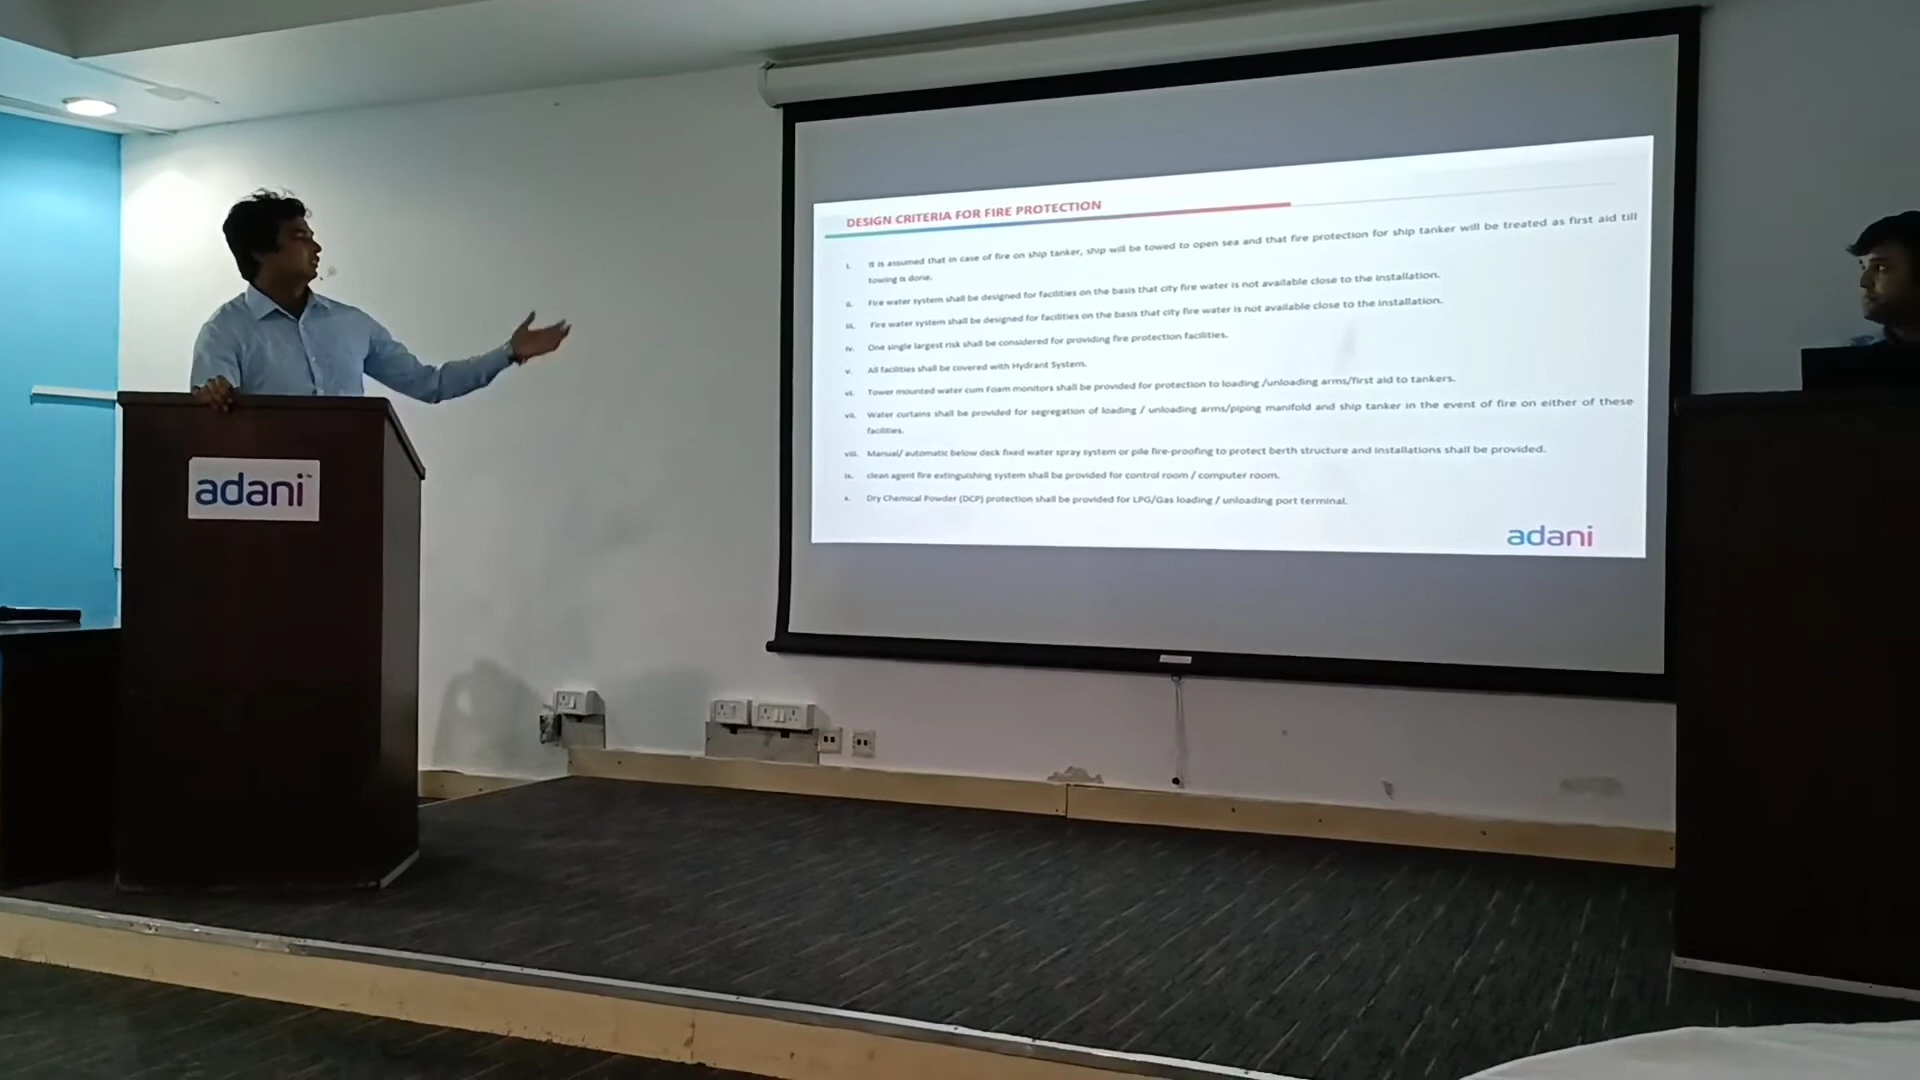 DESIGN CRITERIA FOR FIRE PROTECTION
i. It is assumed that in case of fire on ship tanker, ship will be towed to open sea and that fire protection for ship tanker will be treated as first aid till
towing is done.
ii. Fire water system shall be designed for facilities on the basis that city fire water is not available close to the installation.
iii. Fire water system shall be designed for facilities on the basis that city fire water is not available close to the installation.
iv. One single largest risk shall be considered for providing fire protection facilities.
v. All facilities shall be covered with Hydrant System.
vi. Tower mounted water cum Foam monitors shall be provided for protection to loading /unloading arms/first aid to tankers.
vii. Water curtains shall be provided for segregation of loading / unloading arms/piping manifold and ship tanker in the event of fire on either of these
facilities.
viii. Manual/ automatic below deck fixed water spray system or pile fire-proofing to protect berth structure and installations shall be provided.
ix. clean agent fire extinguishing system shall be provided for control room / computer room.
x. Dry Chemical Powder (DCP) protection shall be provided for LPG/Gas loading / unloading port terminal.
adani
adani™